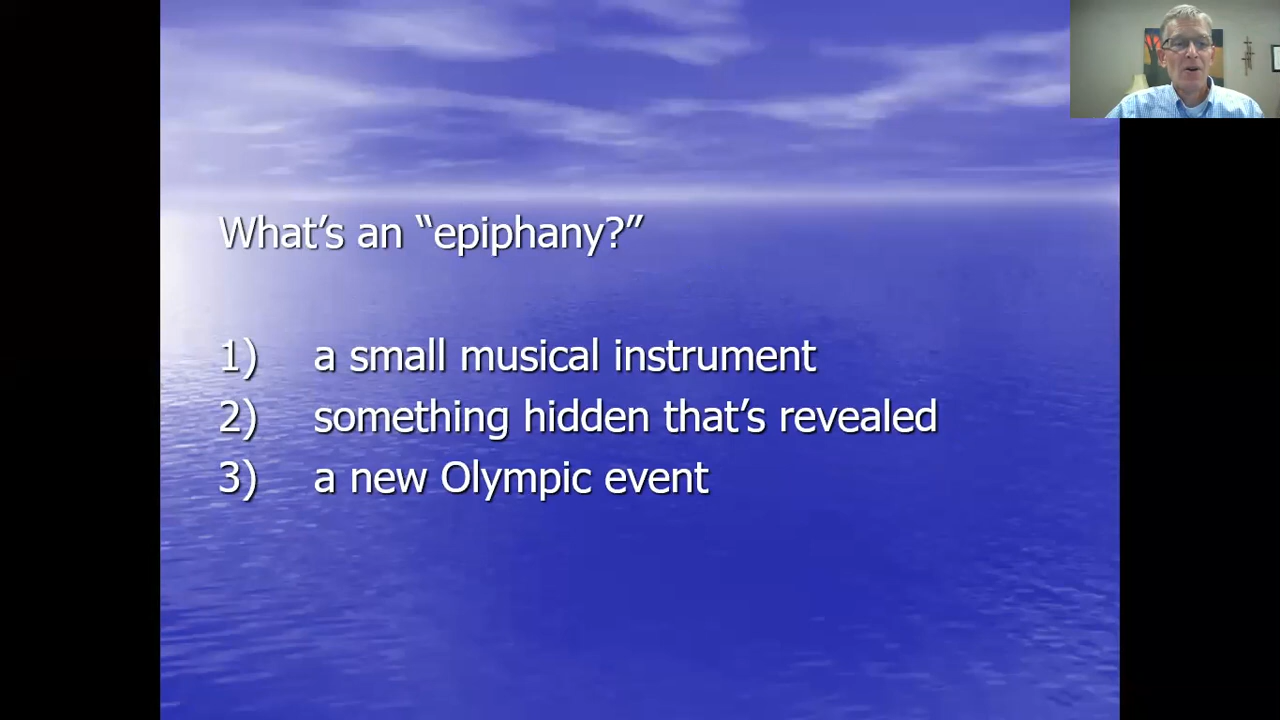 What’s an “epiphany?”
1) a small musical instrument
2) something hidden that’s revealed
3) a new Olympic event